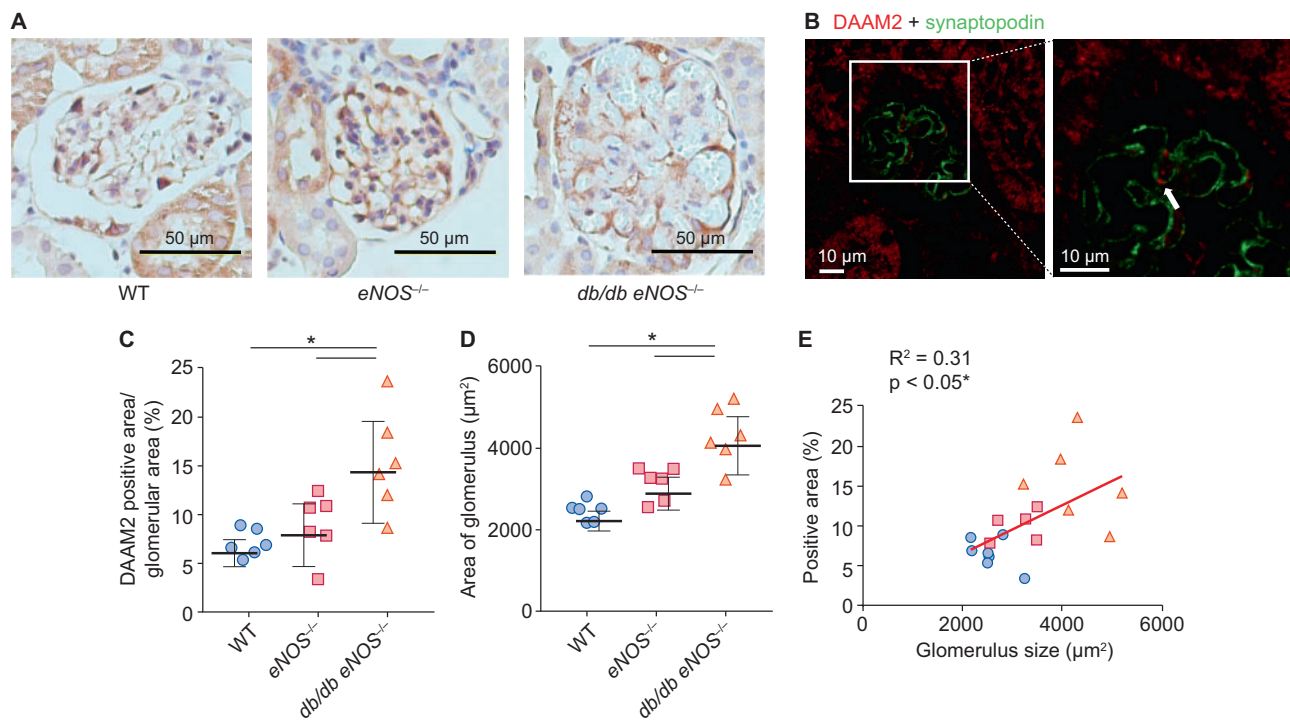 A
50 µm
50 µm
50 µm
WT
eNOS⁻/⁻
db/db eNOS⁻/⁻
B DAAM2 + synaptopodin
10 µm
10 µm
C
*
DAAM2 positive area/
glomerular area (%)
25
20
15
10
5
0
WT
eNOS⁻/⁻
db/db eNOS⁻/⁻
D
*
Area of glomerulus (µm²)
6000
4000
2000
0
WT
eNOS⁻/⁻
db/db eNOS⁻/⁻
E
R² = 0.31
p < 0.05*
Positive area (%)
25
20
15
10
5
0
0 2000 4000 6000
Glomerulus size (µm²)